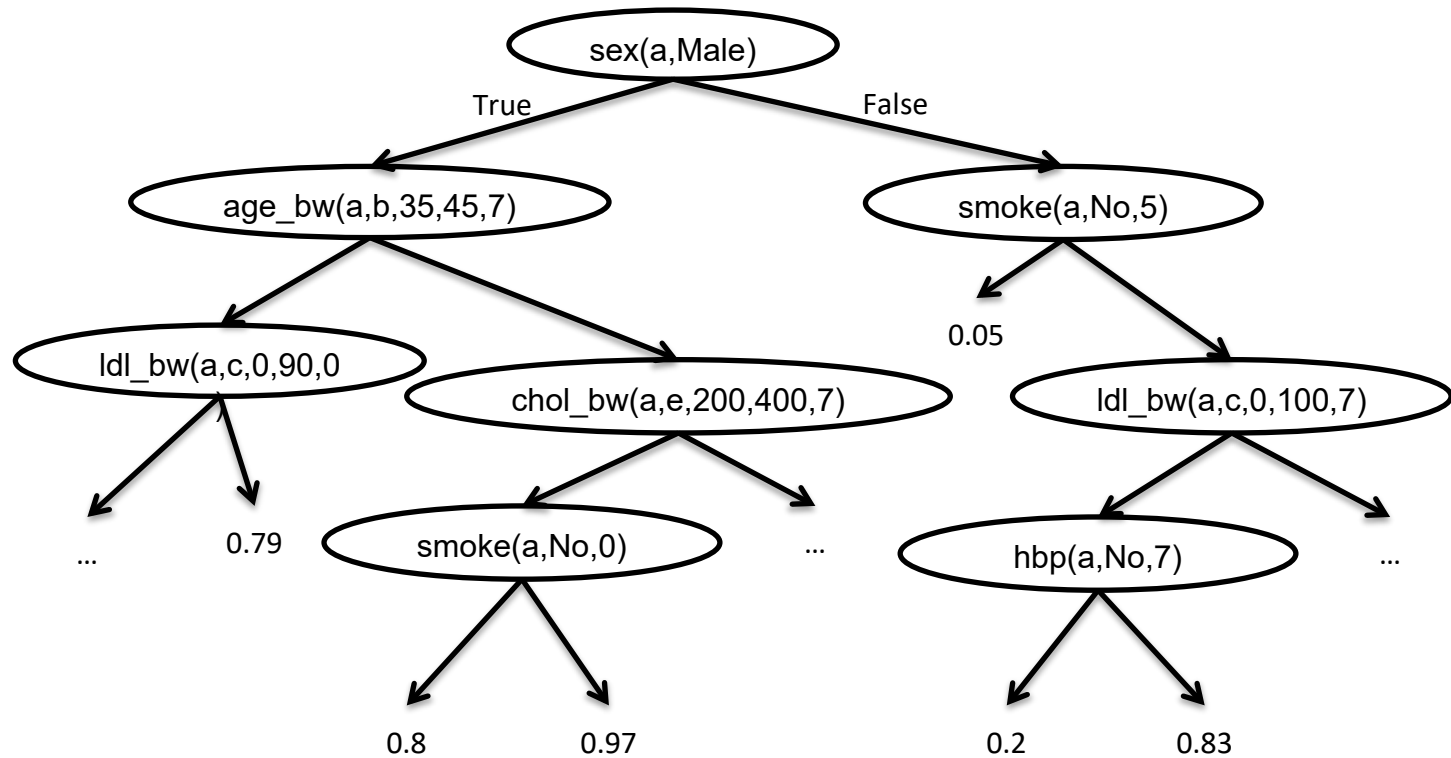 sex(a,Male)
True
False
age_bw(a,b,35,45,7)
smoke(a,No,5)
0.05
ldl_bw(a,c,0,90,0
)
chol_bw(a,e,200,400,7)
ldl_bw(a,c,0,100,7)
...
0.79
smoke(a,No,0)
...
hbp(a,No,7)
...
0.8
0.97
0.2
0.83